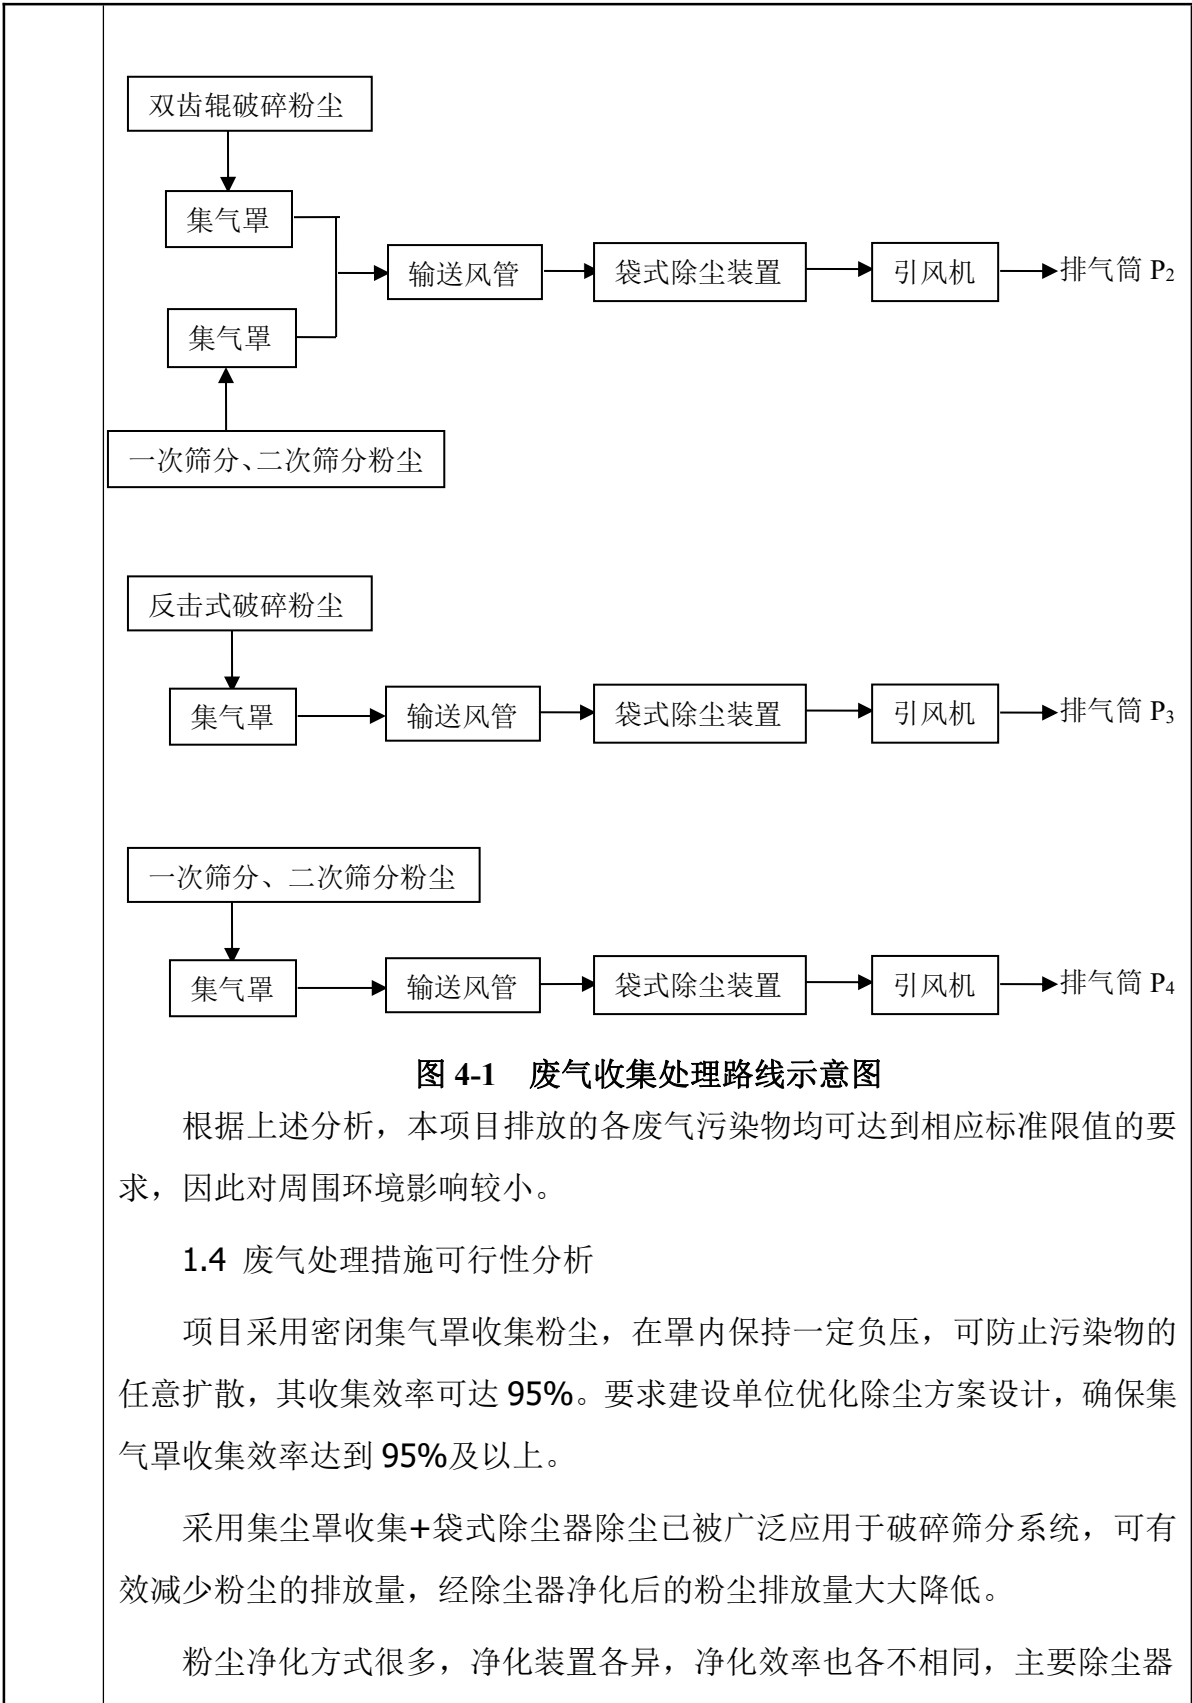 双齿辊破碎粉尘
集气罩
输送风管
袋式除尘装置
引风机
排气筒 P₂
集气罩
一次筛分、二次筛分粉尘
反击式破碎粉尘
集气罩
输送风管
袋式除尘装置
引风机
排气筒 P₃
一次筛分、二次筛分粉尘
集气罩
输送风管
袋式除尘装置
引风机
排气筒 P₄
图 4-1 废气收集处理路线示意图
根据上述分析，本项目排放的各废气污染物均可达到相应标准限值的要
求，因此对周围环境影响较小。
1.4 废气处理措施可行性分析
项目采用密闭集气罩收集粉尘，在罩内保持一定负压，可防止污染物的
任意扩散，其收集效率可达 95%。要求建设单位优化除尘方案设计，确保集
气罩收集效率达到 95%及以上。
采用集尘罩收集+袋式除尘器除尘已被广泛应用于破碎筛分系统，可有
效减少粉尘的排放量，经除尘器净化后的粉尘排放量大大降低。
粉尘净化方式很多，净化装置各异，净化效率也各不相同，主要除尘器